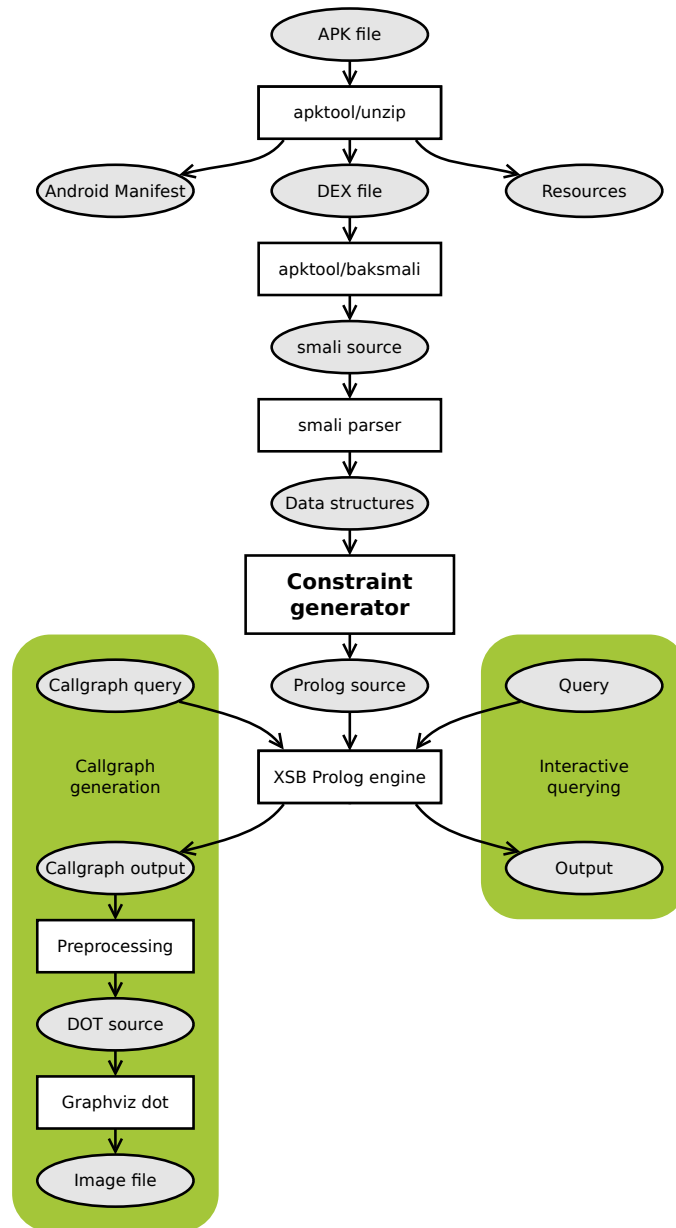 APK file
apktool/unzip
Android Manifest
DEX file
Resources
apktool/baksmali
smali source
smali parser
Data structures
Constraint
generator
Callgraph query
Prolog source
Query
Callgraph
generation
XSB Prolog engine
Interactive
querying
Callgraph output
Output
Preprocessing
DOT source
Graphviz dot
Image file